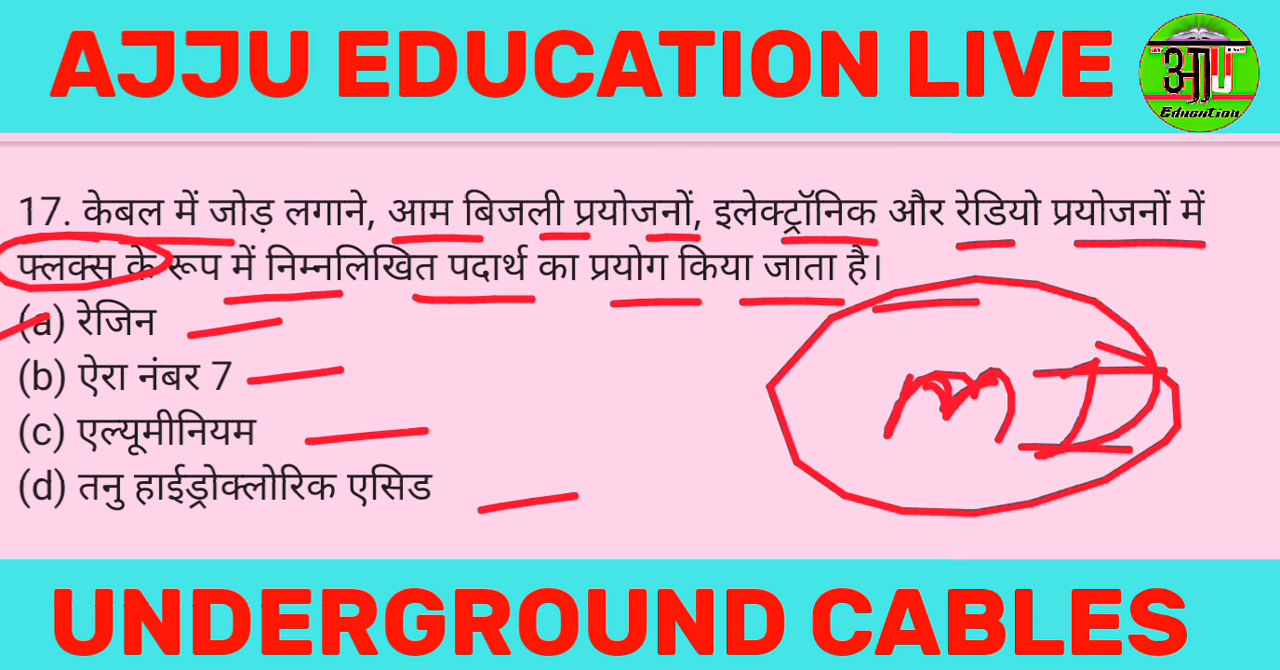 AJJU EDUCATION LIVE
Education
17. केबल में जोड़ लगाने, आम बिजली प्रयोजनों, इलेक्ट्रॉनिक और रेडियो प्रयोजनों में
फ्लक्स के रूप में निम्नलिखित पदार्थ का प्रयोग किया जाता है।
(a) रेजिन
(b) ऐरा नंबर 7
(c) एल्यूमीनियम
(d) तनु हाईड्रोक्लोरिक एसिड
UNDERGROUND CABLES